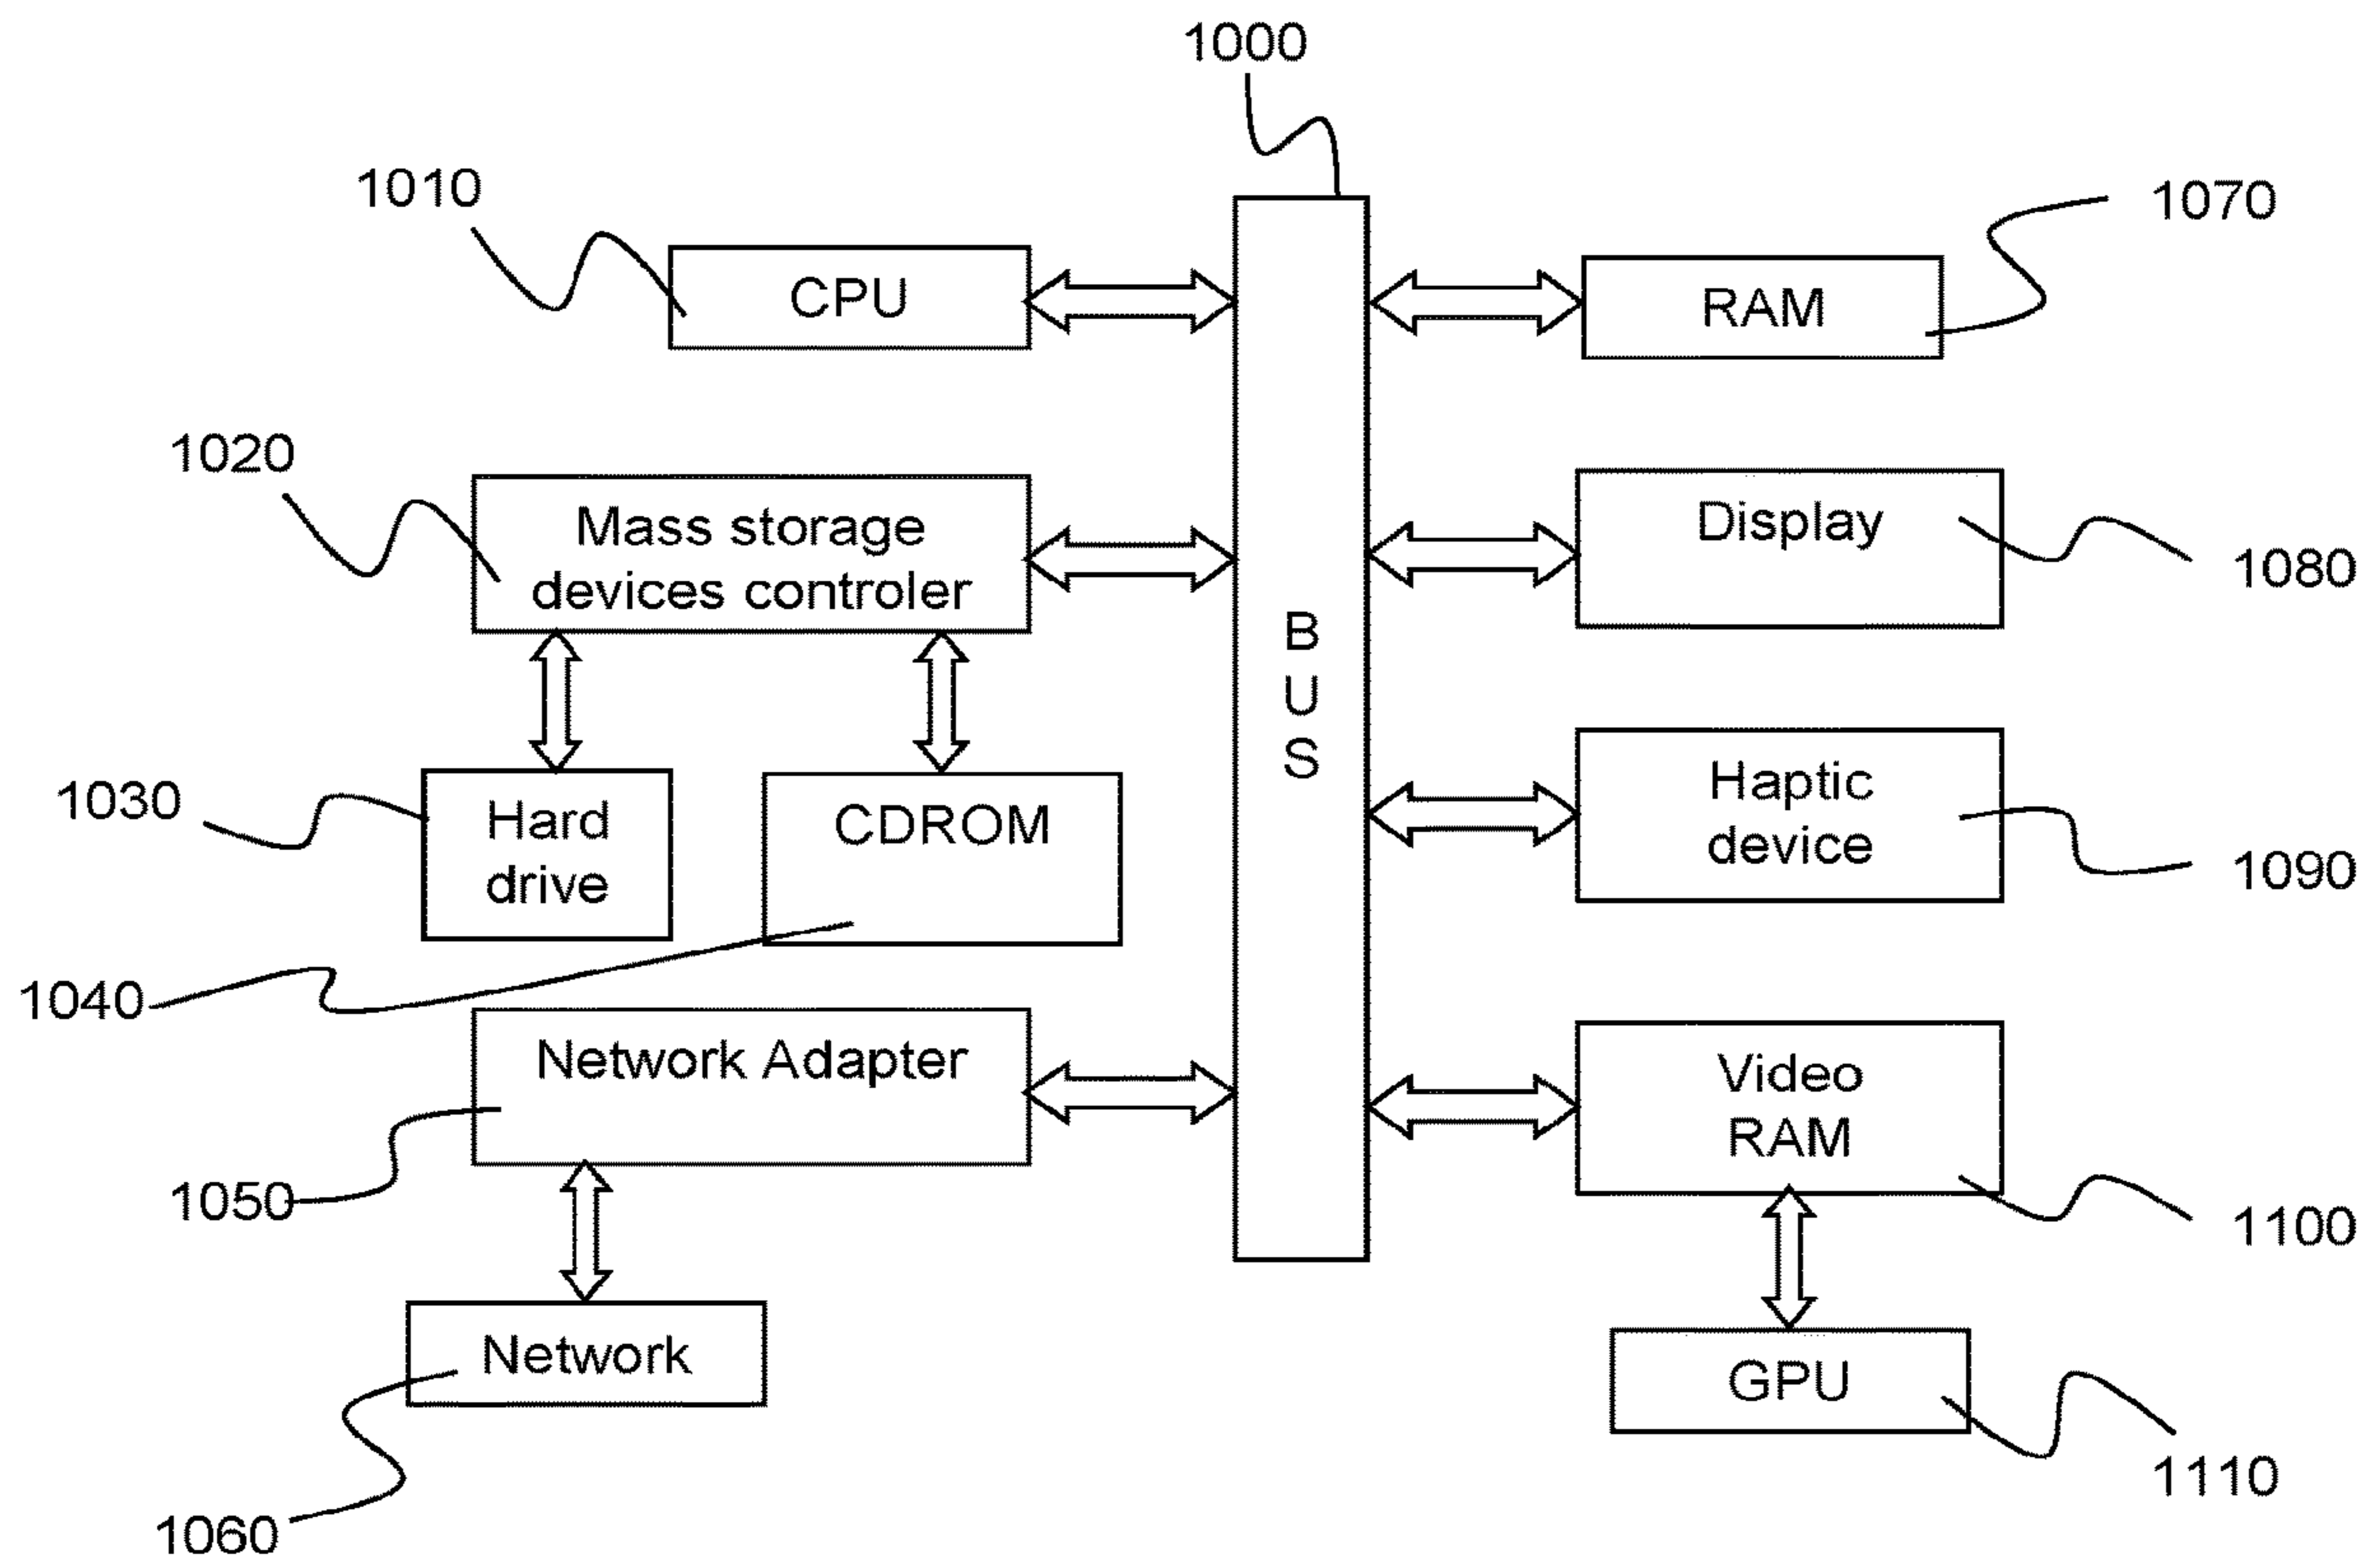 1000
1010
CPU
1070
RAM
1020
Mass storage
devices controler
Display
1080
B
U
S
1030
Hard
drive
CDROM
Haptic
device
1090
1040
Network Adapter
1050
Video
RAM
1100
Network
1060
GPU
1110